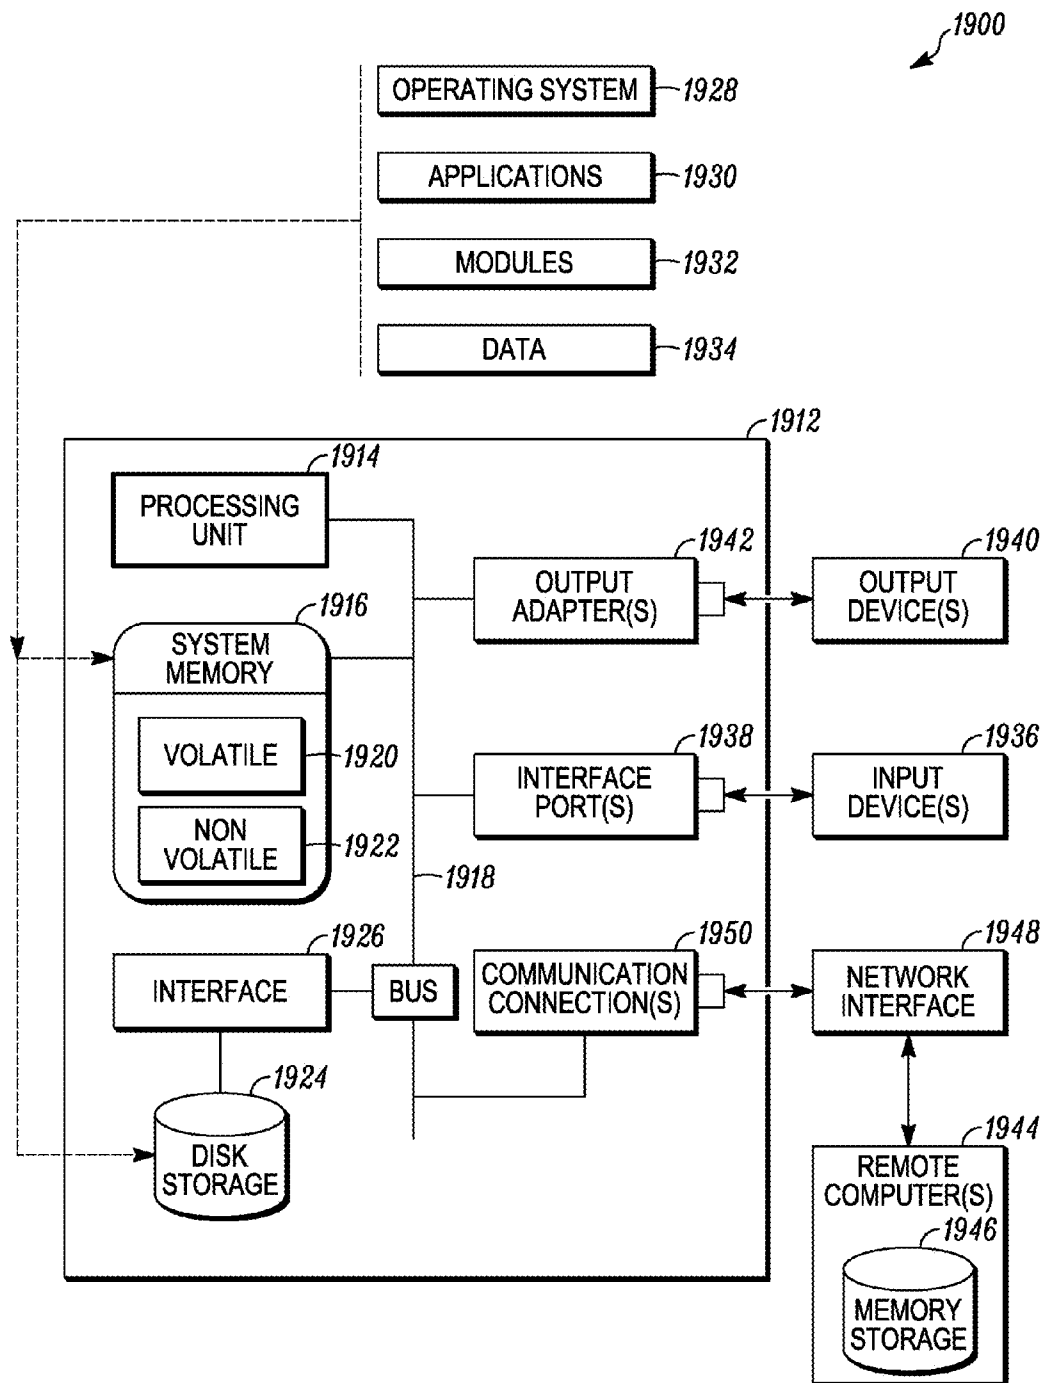 1900
OPERATING SYSTEM
1928
APPLICATIONS
1930
MODULES
1932
DATA
1934
1912
1914
PROCESSING
UNIT
1942
OUTPUT
ADAPTER(S)
1940
OUTPUT
DEVICE(S)
1916
SYSTEM
MEMORY
VOLATILE
1920
NON
VOLATILE
1922
1938
INTERFACE
PORT(S)
1936
INPUT
DEVICE(S)
1918
1926
INTERFACE
BUS
1950
COMMUNICATION
CONNECTION(S)
1948
NETWORK
INTERFACE
1924
DISK
STORAGE
1944
REMOTE
COMPUTER(S)
1946
MEMORY
STORAGE